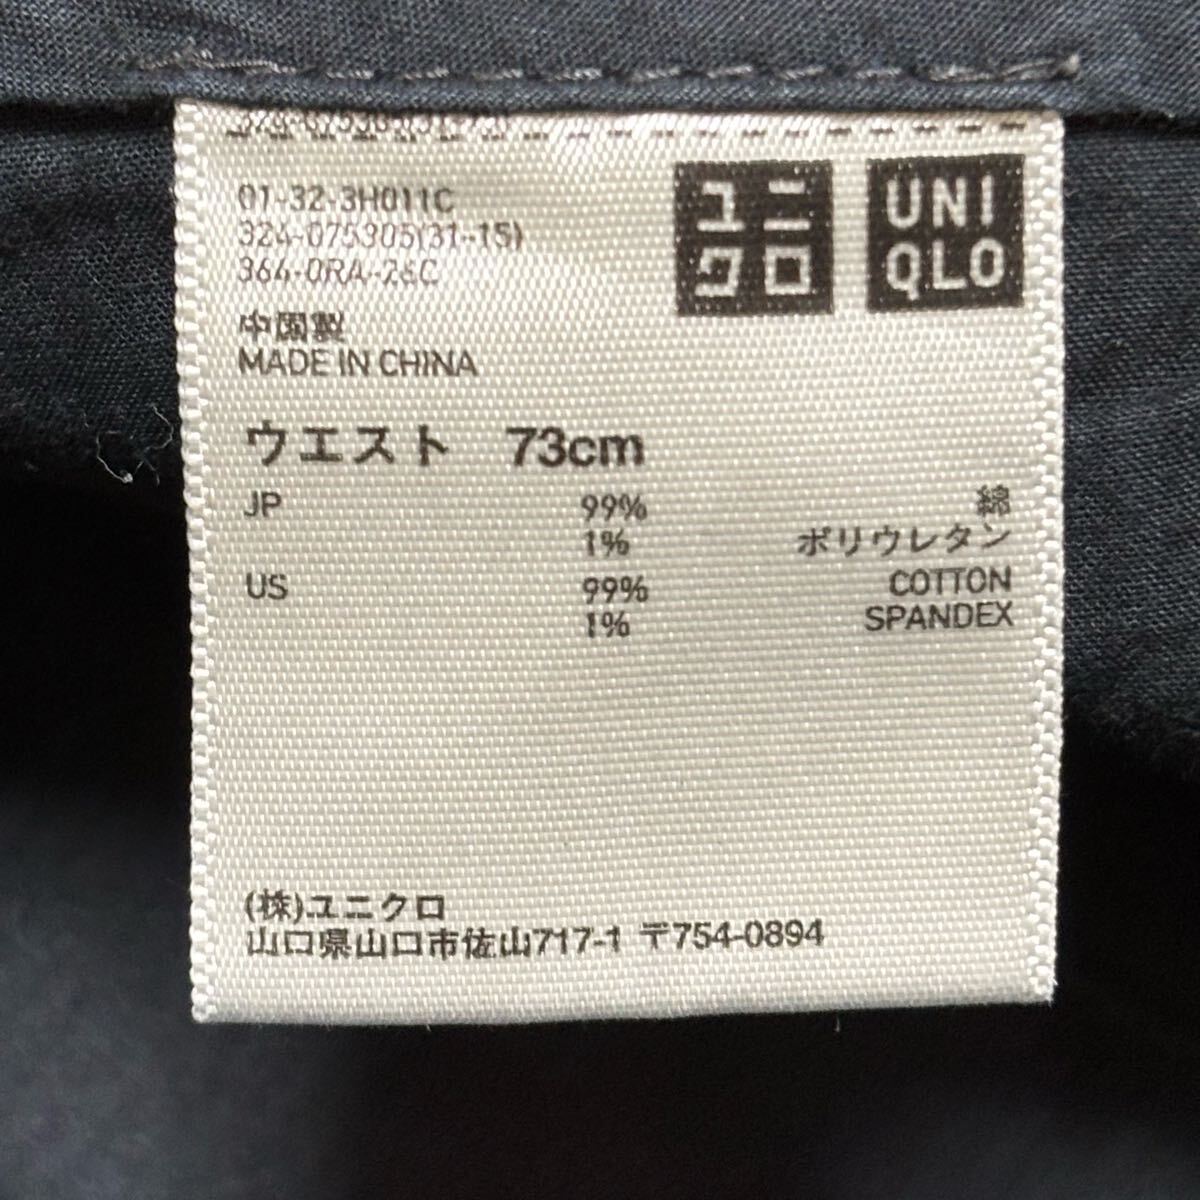 ユニ
クロ
UNI
QLO
01-32-3H011C
324-075305(31-15)
364-0RA-26C
中国製
MADE IN CHINA
ウエスト 73cm
JP 99% 綿
1% ポリウレタン
US 99% COTTON
1% SPANDEX
(株)ユニクロ
山口県山口市佐山717-1 〒754-0894